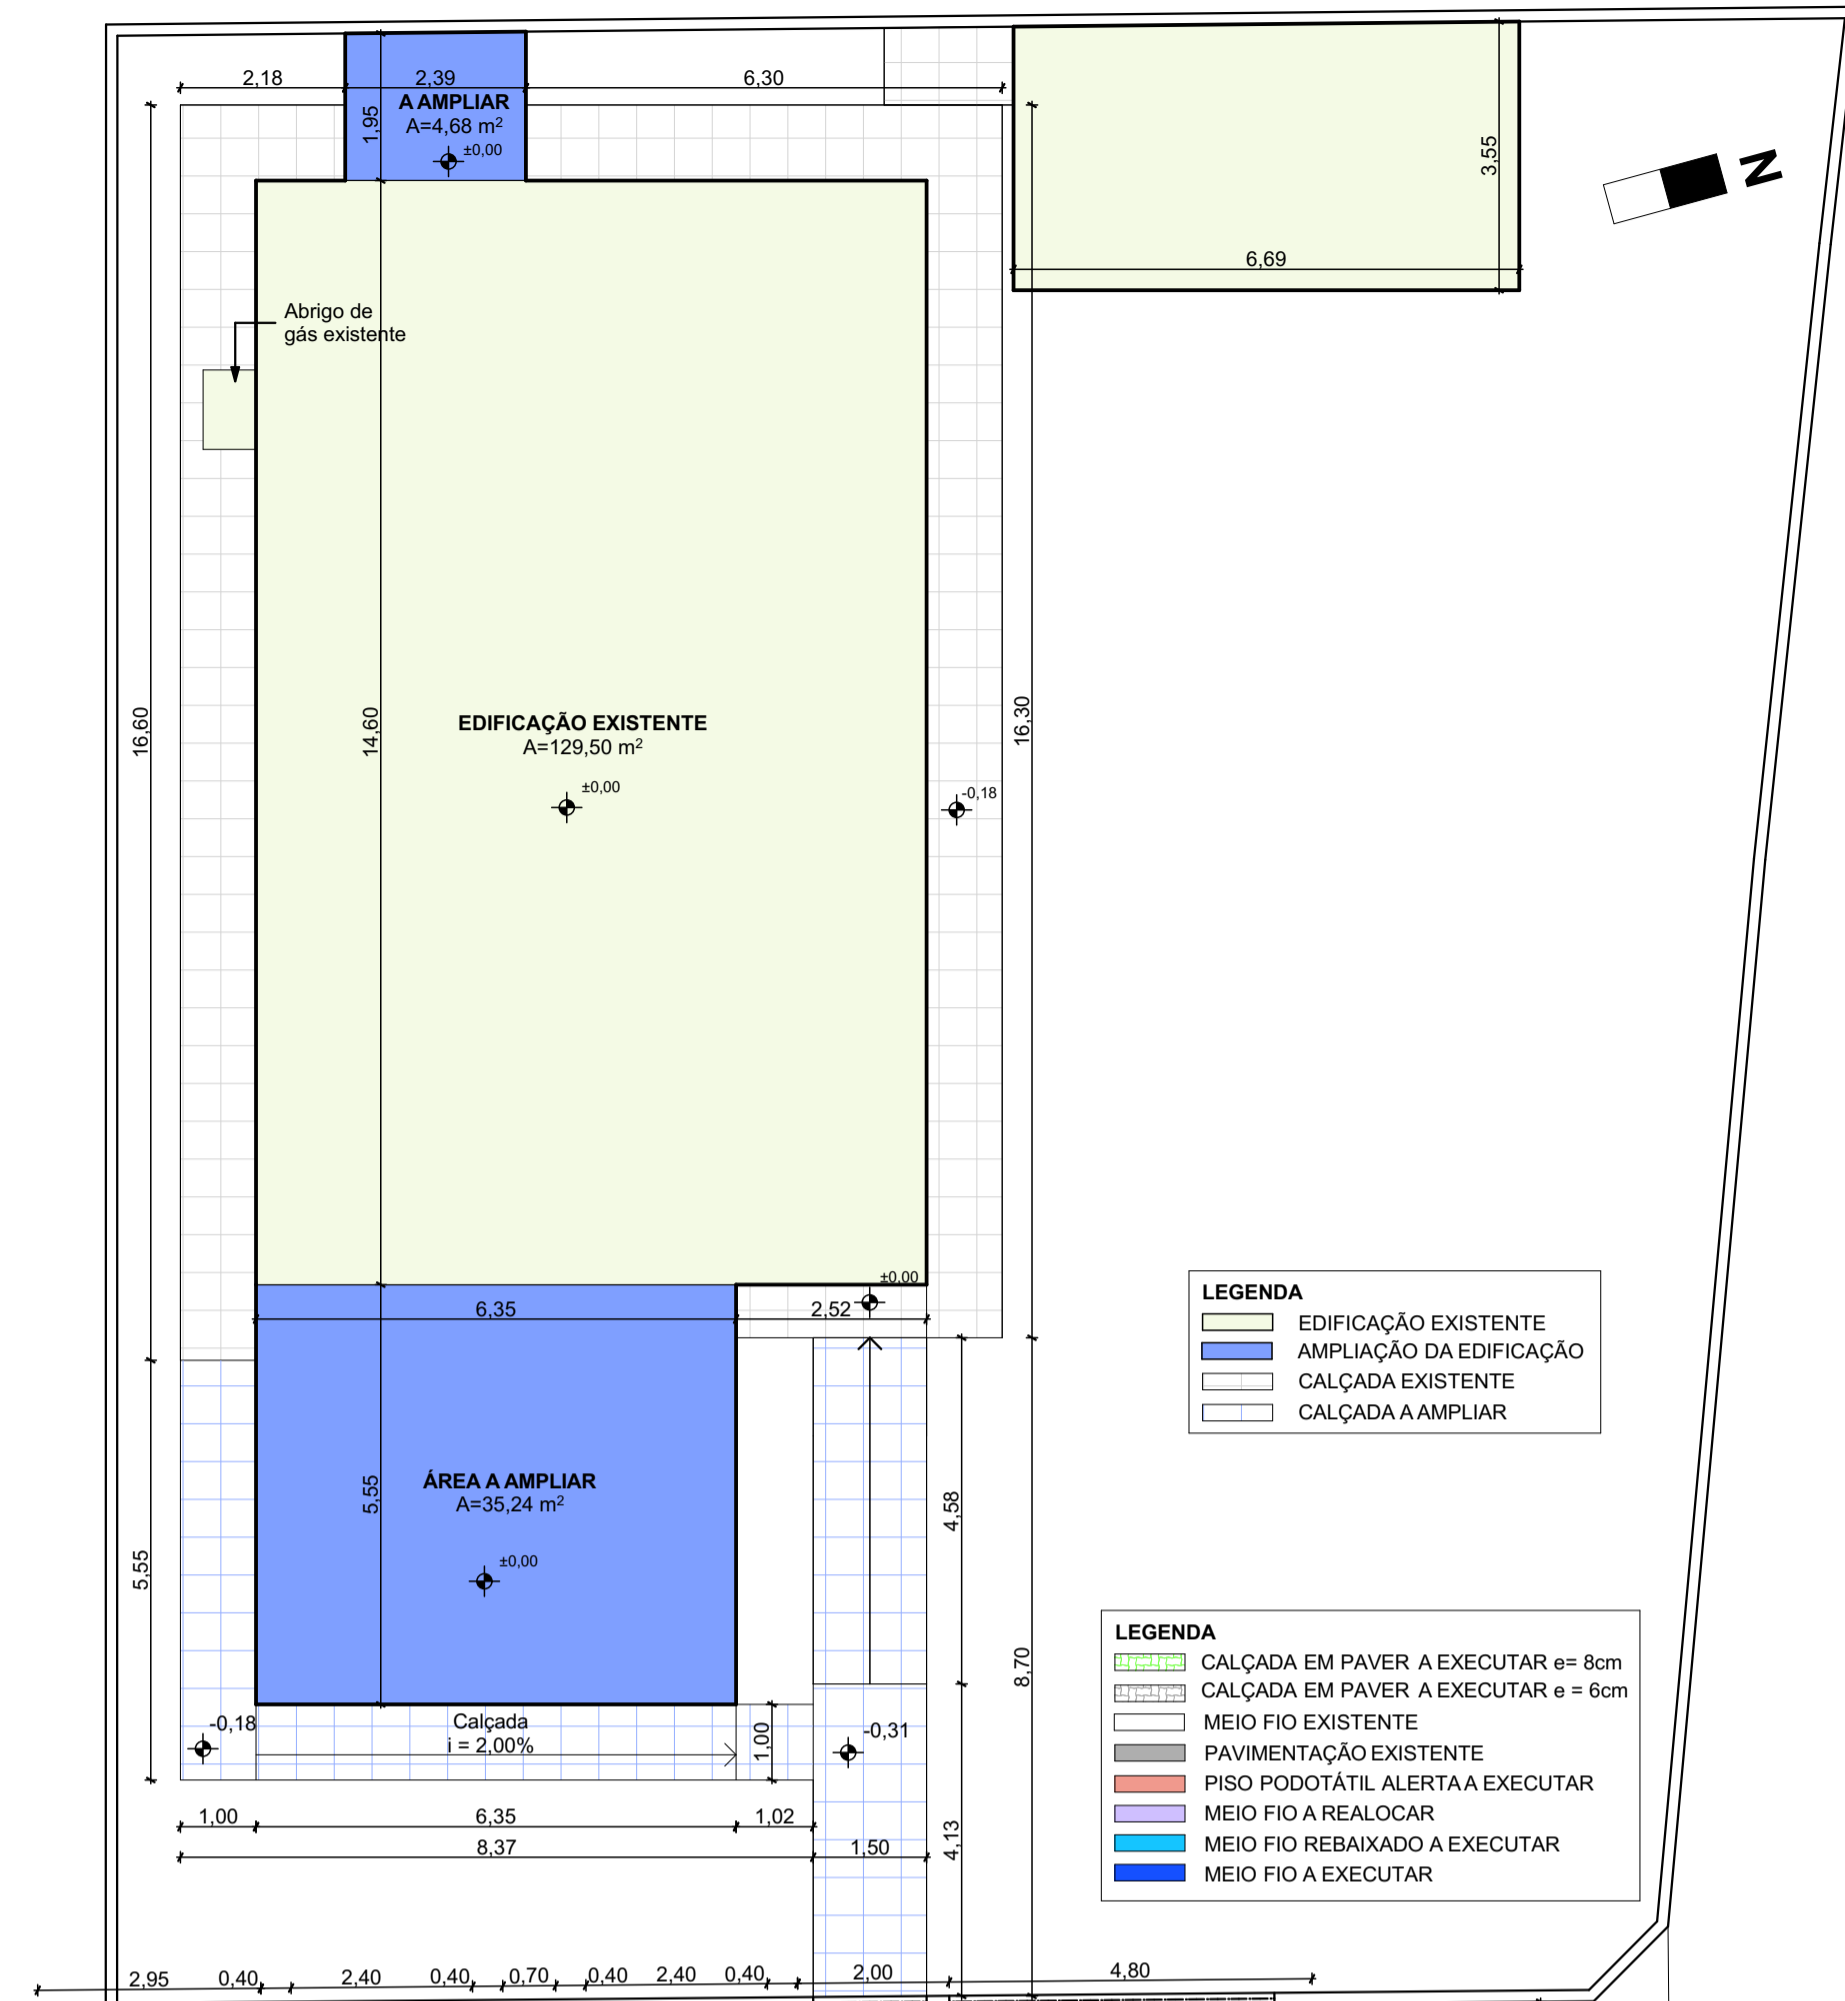 2,18
2,39
6,30
A AMPLIAR
A=4,68 m²
±0,00
1,95
3,55
N
6,69
Abrigo de
gás existente
16,60
14,60
EDIFICAÇÃO EXISTENTE
A=129,50 m²
±0,00
16,30
-0,18
±0,00
6,35
2,52
LEGENDA
EDIFICAÇÃO EXISTENTE
AMPLIAÇÃO DA EDIFICAÇÃO
CALÇADA EXISTENTE
CALÇADA A AMPLIAR
ÁREA A AMPLIAR
A=35,24 m²
5,55
±0,00
4,58
5,55
8,70
LEGENDA
CALÇADA EM PAVER A EXECUTAR e= 8cm
CALÇADA EM PAVER A EXECUTAR e = 6cm
MEIO FIO EXISTENTE
PAVIMENTAÇÃO EXISTENTE
PISO PODOTÁTIL ALERTA A EXECUTAR
MEIO FIO A REALOCAR
MEIO FIO REBAIXADO A EXECUTAR
MEIO FIO A EXECUTAR
-0,18
Calçada
i = 2,00%
1,00
-0,31
1,00
6,35
1,02
8,37
1,50
4,13
2,95
0,40
2,40
0,40
0,70
0,40
2,40
0,40
2,00
4,80